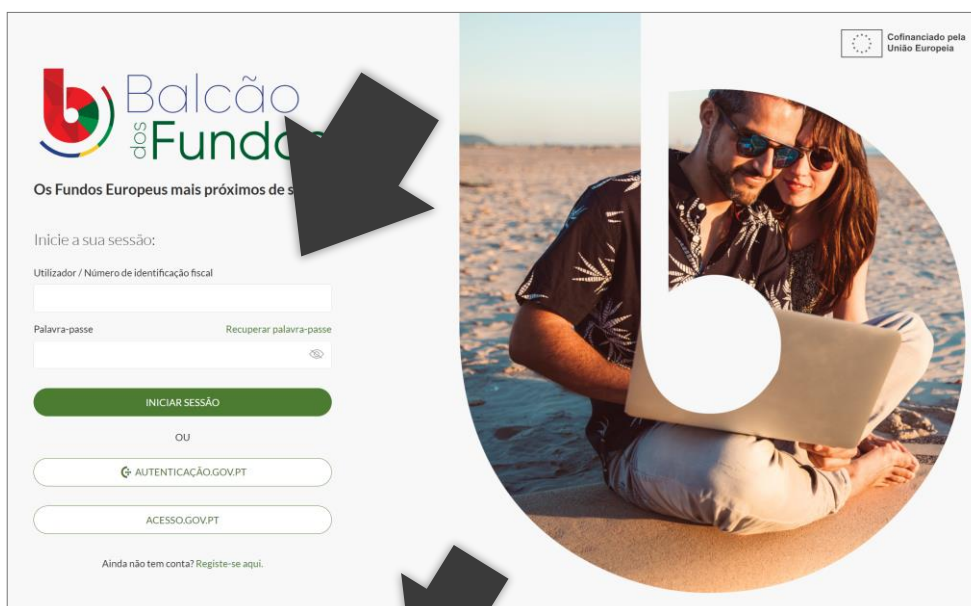 Cofinanciado pela
União Europeia
Balcão
dos
Os Fundos Europeus mais próximos de
Inicie a sua sessão:
Utilizador / Número de identificação fiscal
Palavra-passe Recuperar palavra-passe
INICIAR SESSÃO
OU
AUTENTICAÇÃO.GOV.PT
ACESSO.GOV.PT
Ainda não tem conta? Registe-se aqui.